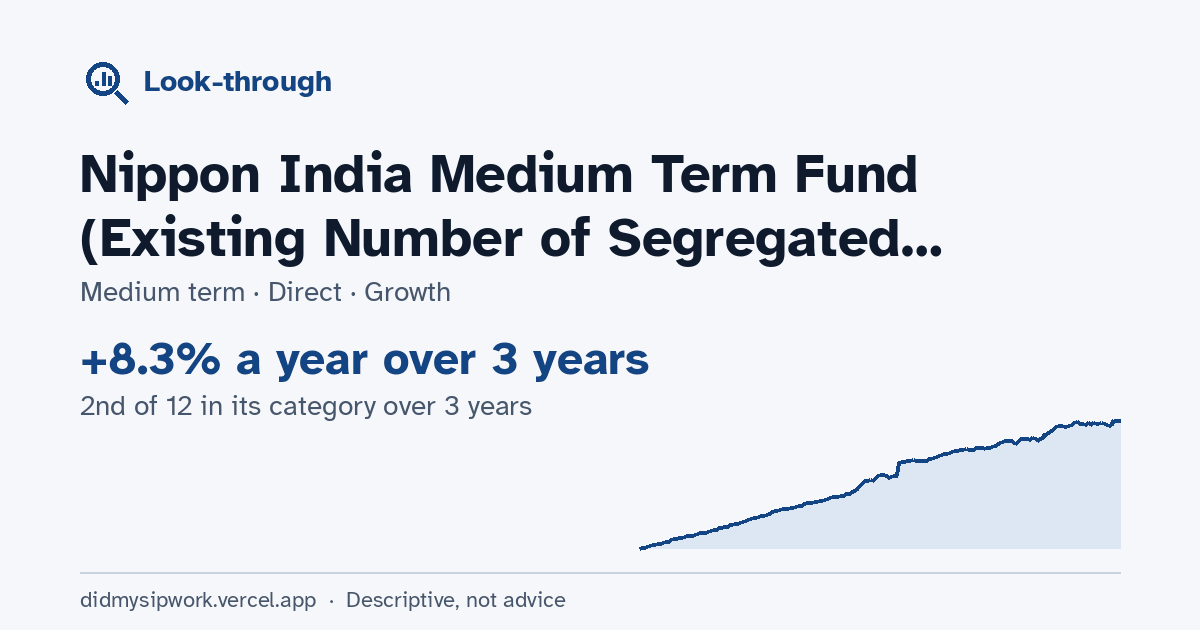 Look-through
Nippon India Medium Term Fund
(Existing Number of Segregated...
Medium term · Direct · Growth
+8.3% a year over 3 years
2nd of 12 in its category over 3 years
didmysipwork.vercel.app · Descriptive, not advice